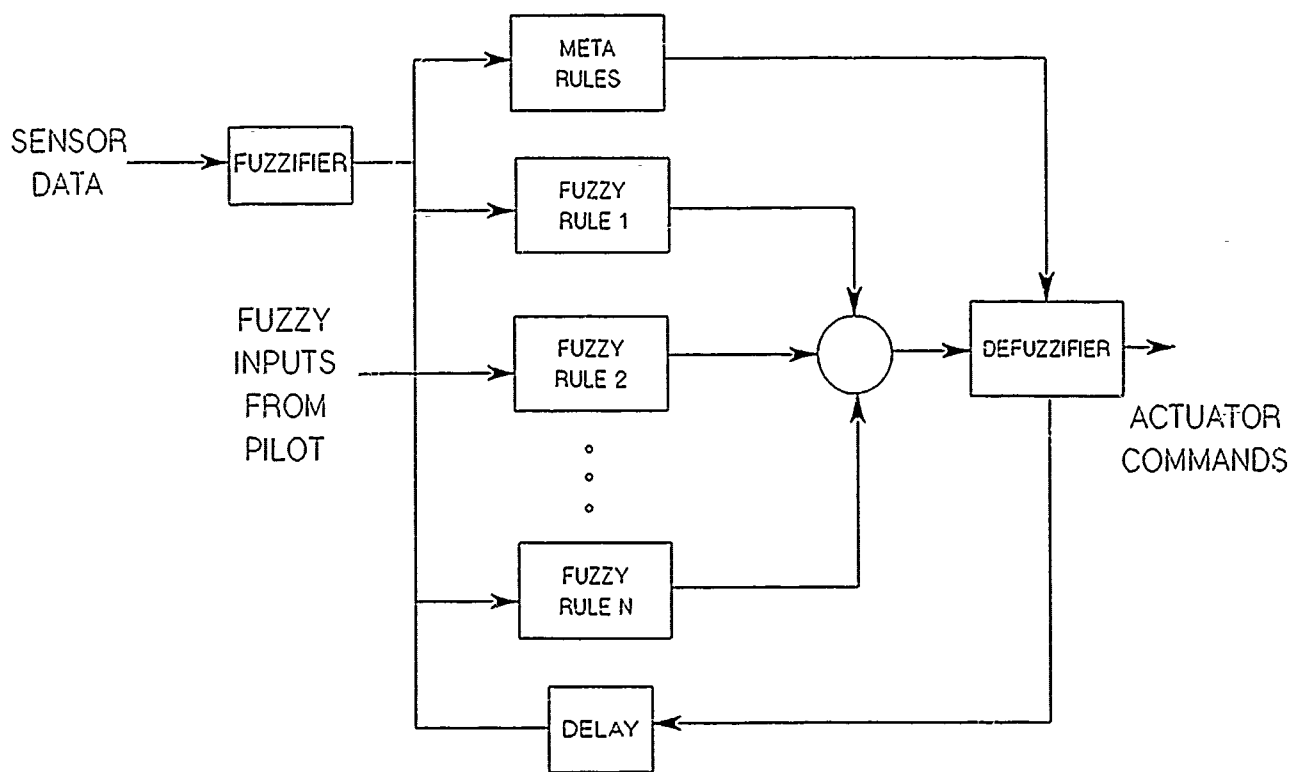 META
RULES
SENSOR
DATA
FUZZIFIER
FUZZY
RULE 1
FUZZY
INPUTS
FROM
PILOT
FUZZY
RULE 2
DEFUZZIFIER
ACTUATOR
COMMANDS
FUZZY
RULE N
DELAY